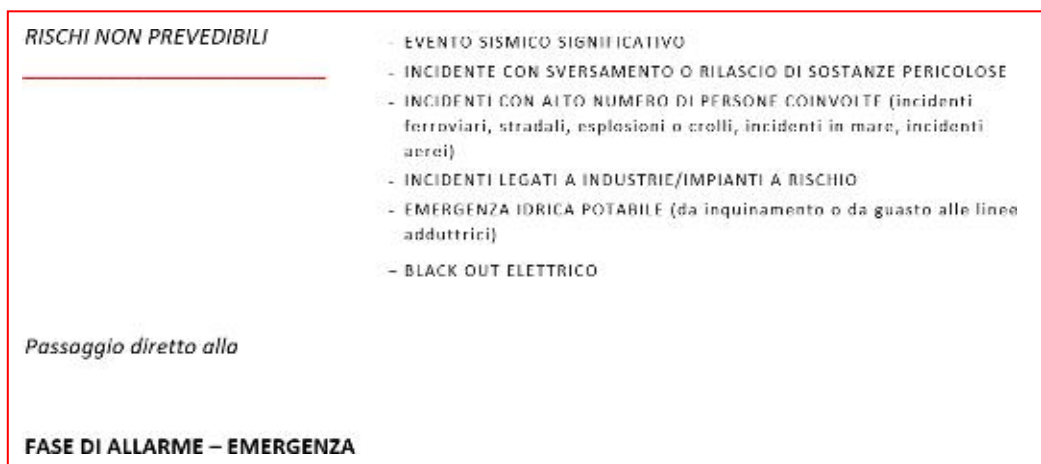 RISCHI NON PREVEDIBILI
- EVENTO SISMICO SIGNIFICATIVO
- INCIDENTE CON SVERSAMENTO O RILASCIO DI SOSTANZE PERICOLOSE
- INCIDENTI CON ALTO NUMERO DI PERSONE COINVOLTE (incidenti
ferroviari, stradali, esplosioni o crolli, incidenti in mare, incidenti
aerei)
- INCIDENTI LEGATI A INDUSTRIE/IMPIANTI A RISCHIO
- EMERGENZA IDRICA POTABILE (da inquinamento o da guasto alle linee
adduttrici)
– BLACK OUT ELETTRICO
Passaggio diretto alla
FASE DI ALLARME – EMERGENZA